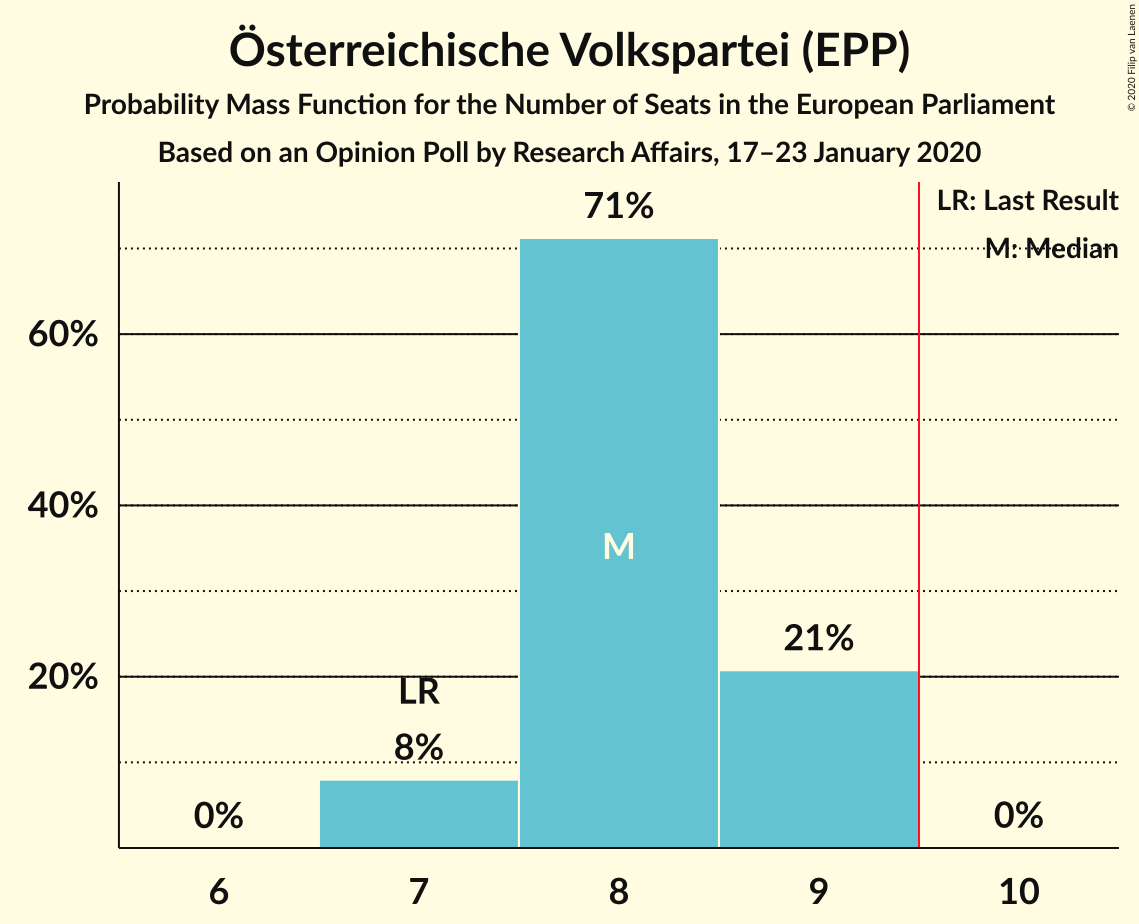 Österreichische Volkspartei (EPP)
Probability Mass Function for the Number of Seats in the European Parliament
Based on an Opinion Poll by Research Affairs, 17–23 January 2020
© 2020 Filip van Laenen
LR: Last Result
M: Median
71%
60%
40%
M
21%
20%
LR
8%
0%
0%
6
7
8
9
10